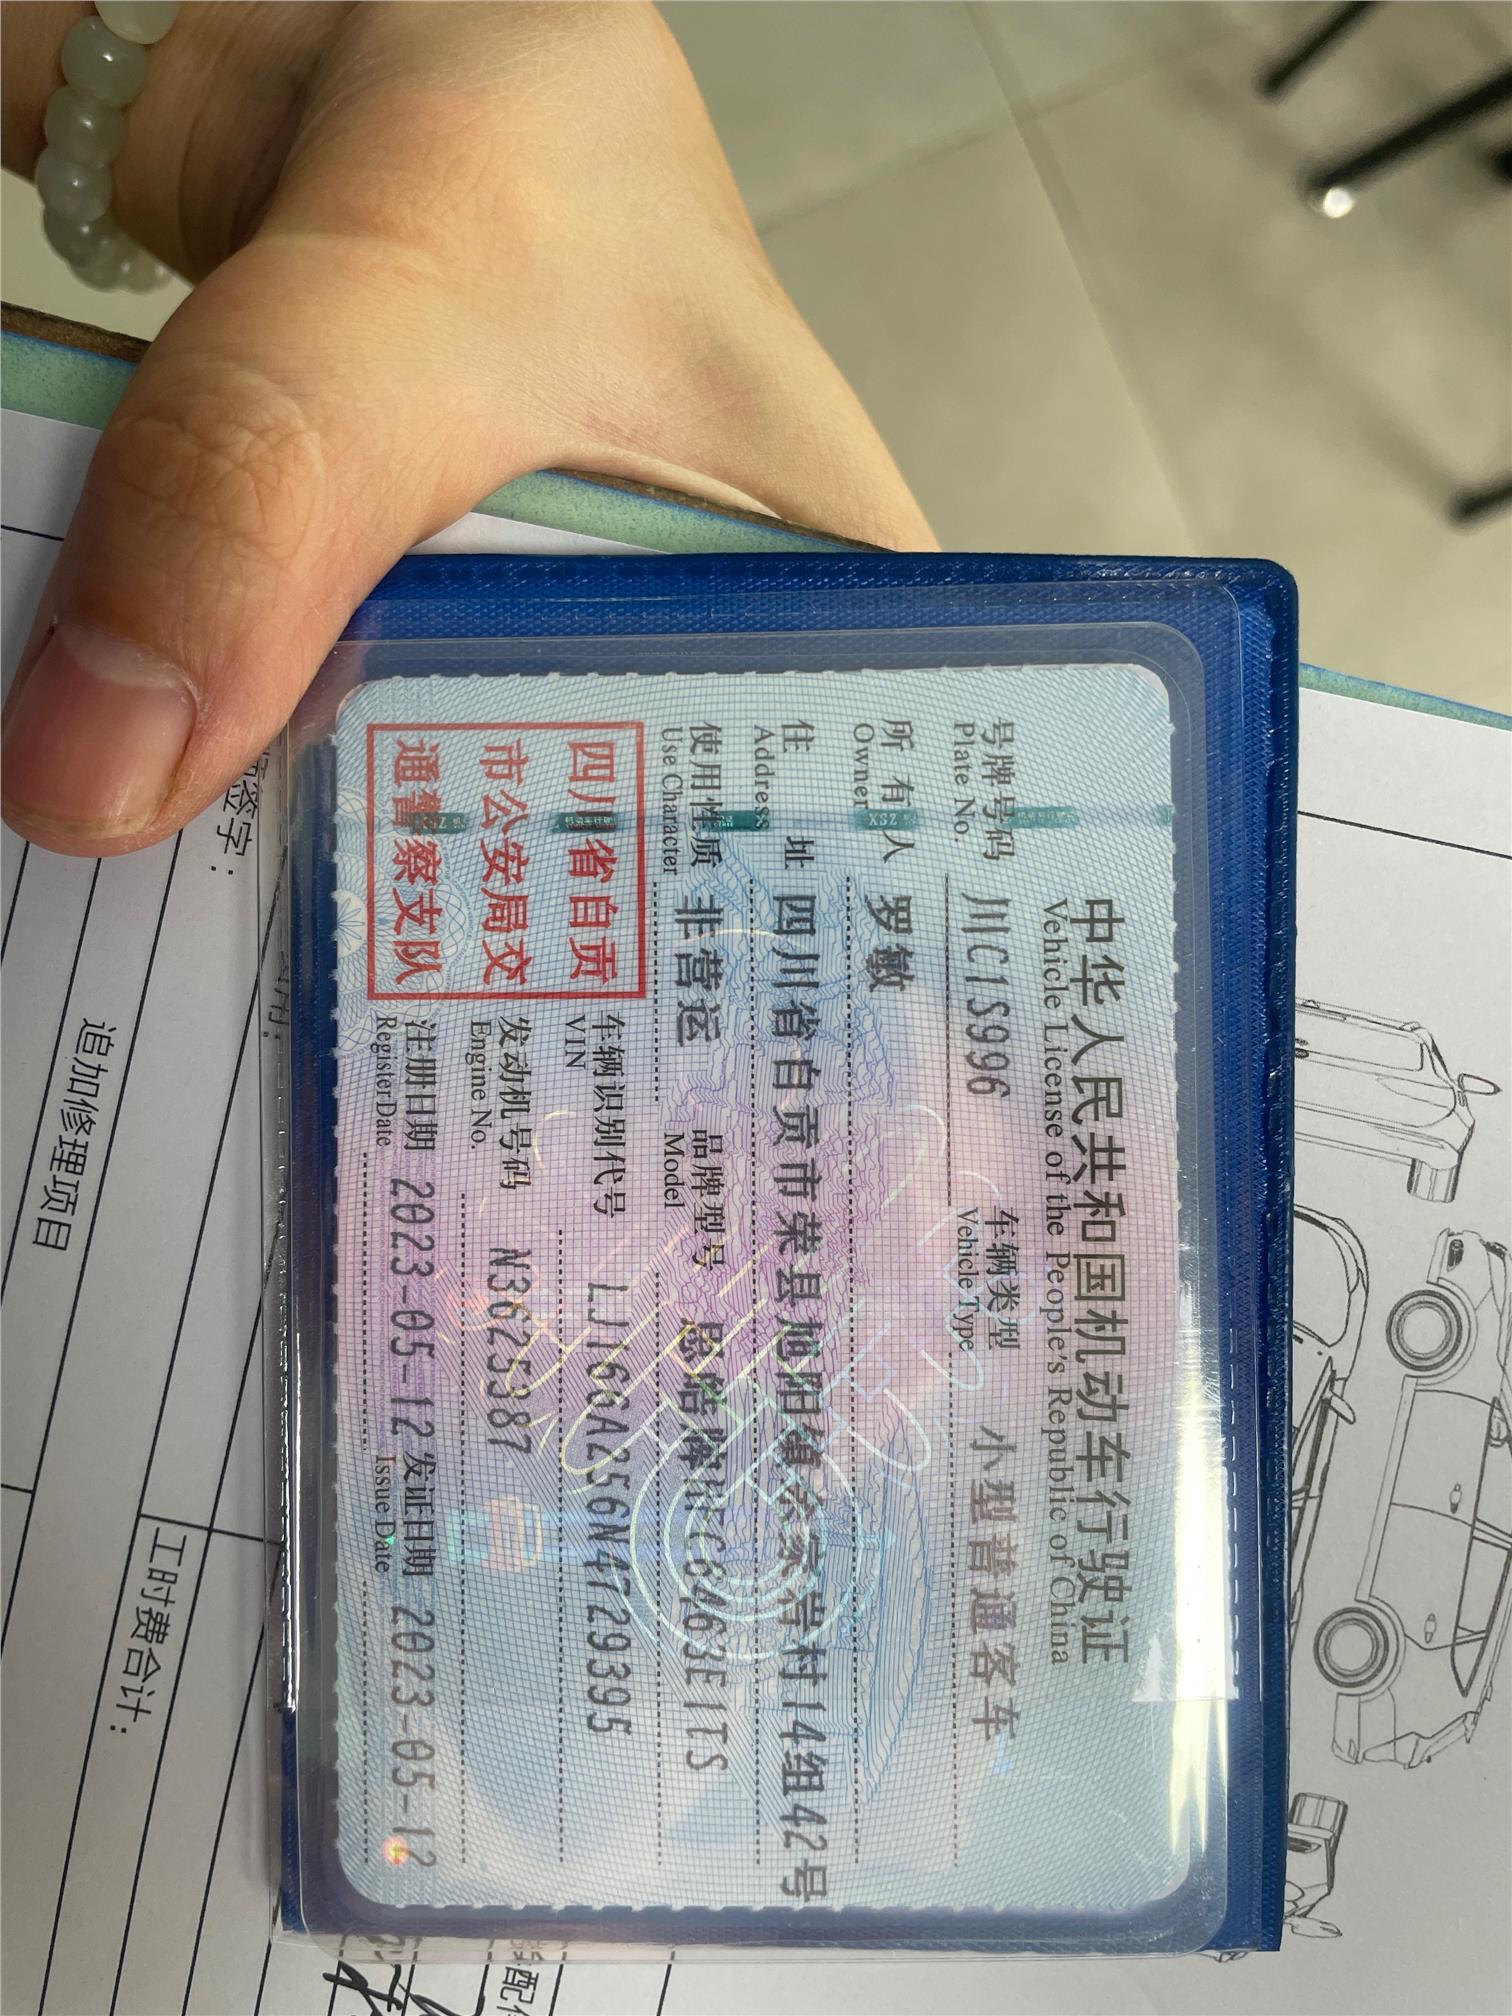 中华人民共和国机动车行驶证
Vehicle License of the People's Republic of China
号牌号码 川C1S996 车辆类型 小型普通客车
Plate No. Vehicle Type
所有人 罗敏
Owner
住址 四川省自贡市荣县旭阳镇 村14组42号
Address
使用性质 非营运 品牌型号 HFC6463E1TS
Use Character Model
四川省自贡
市公安局交
通警察支队
车辆识别代号 LJ166A256N4729395
VIN
发动机号码 N3625387
Engine No.
注册日期 2023-05-12 发证日期 2023-05-12
Register Date Issue Date
签字：
追加修理项目
工时费合计：